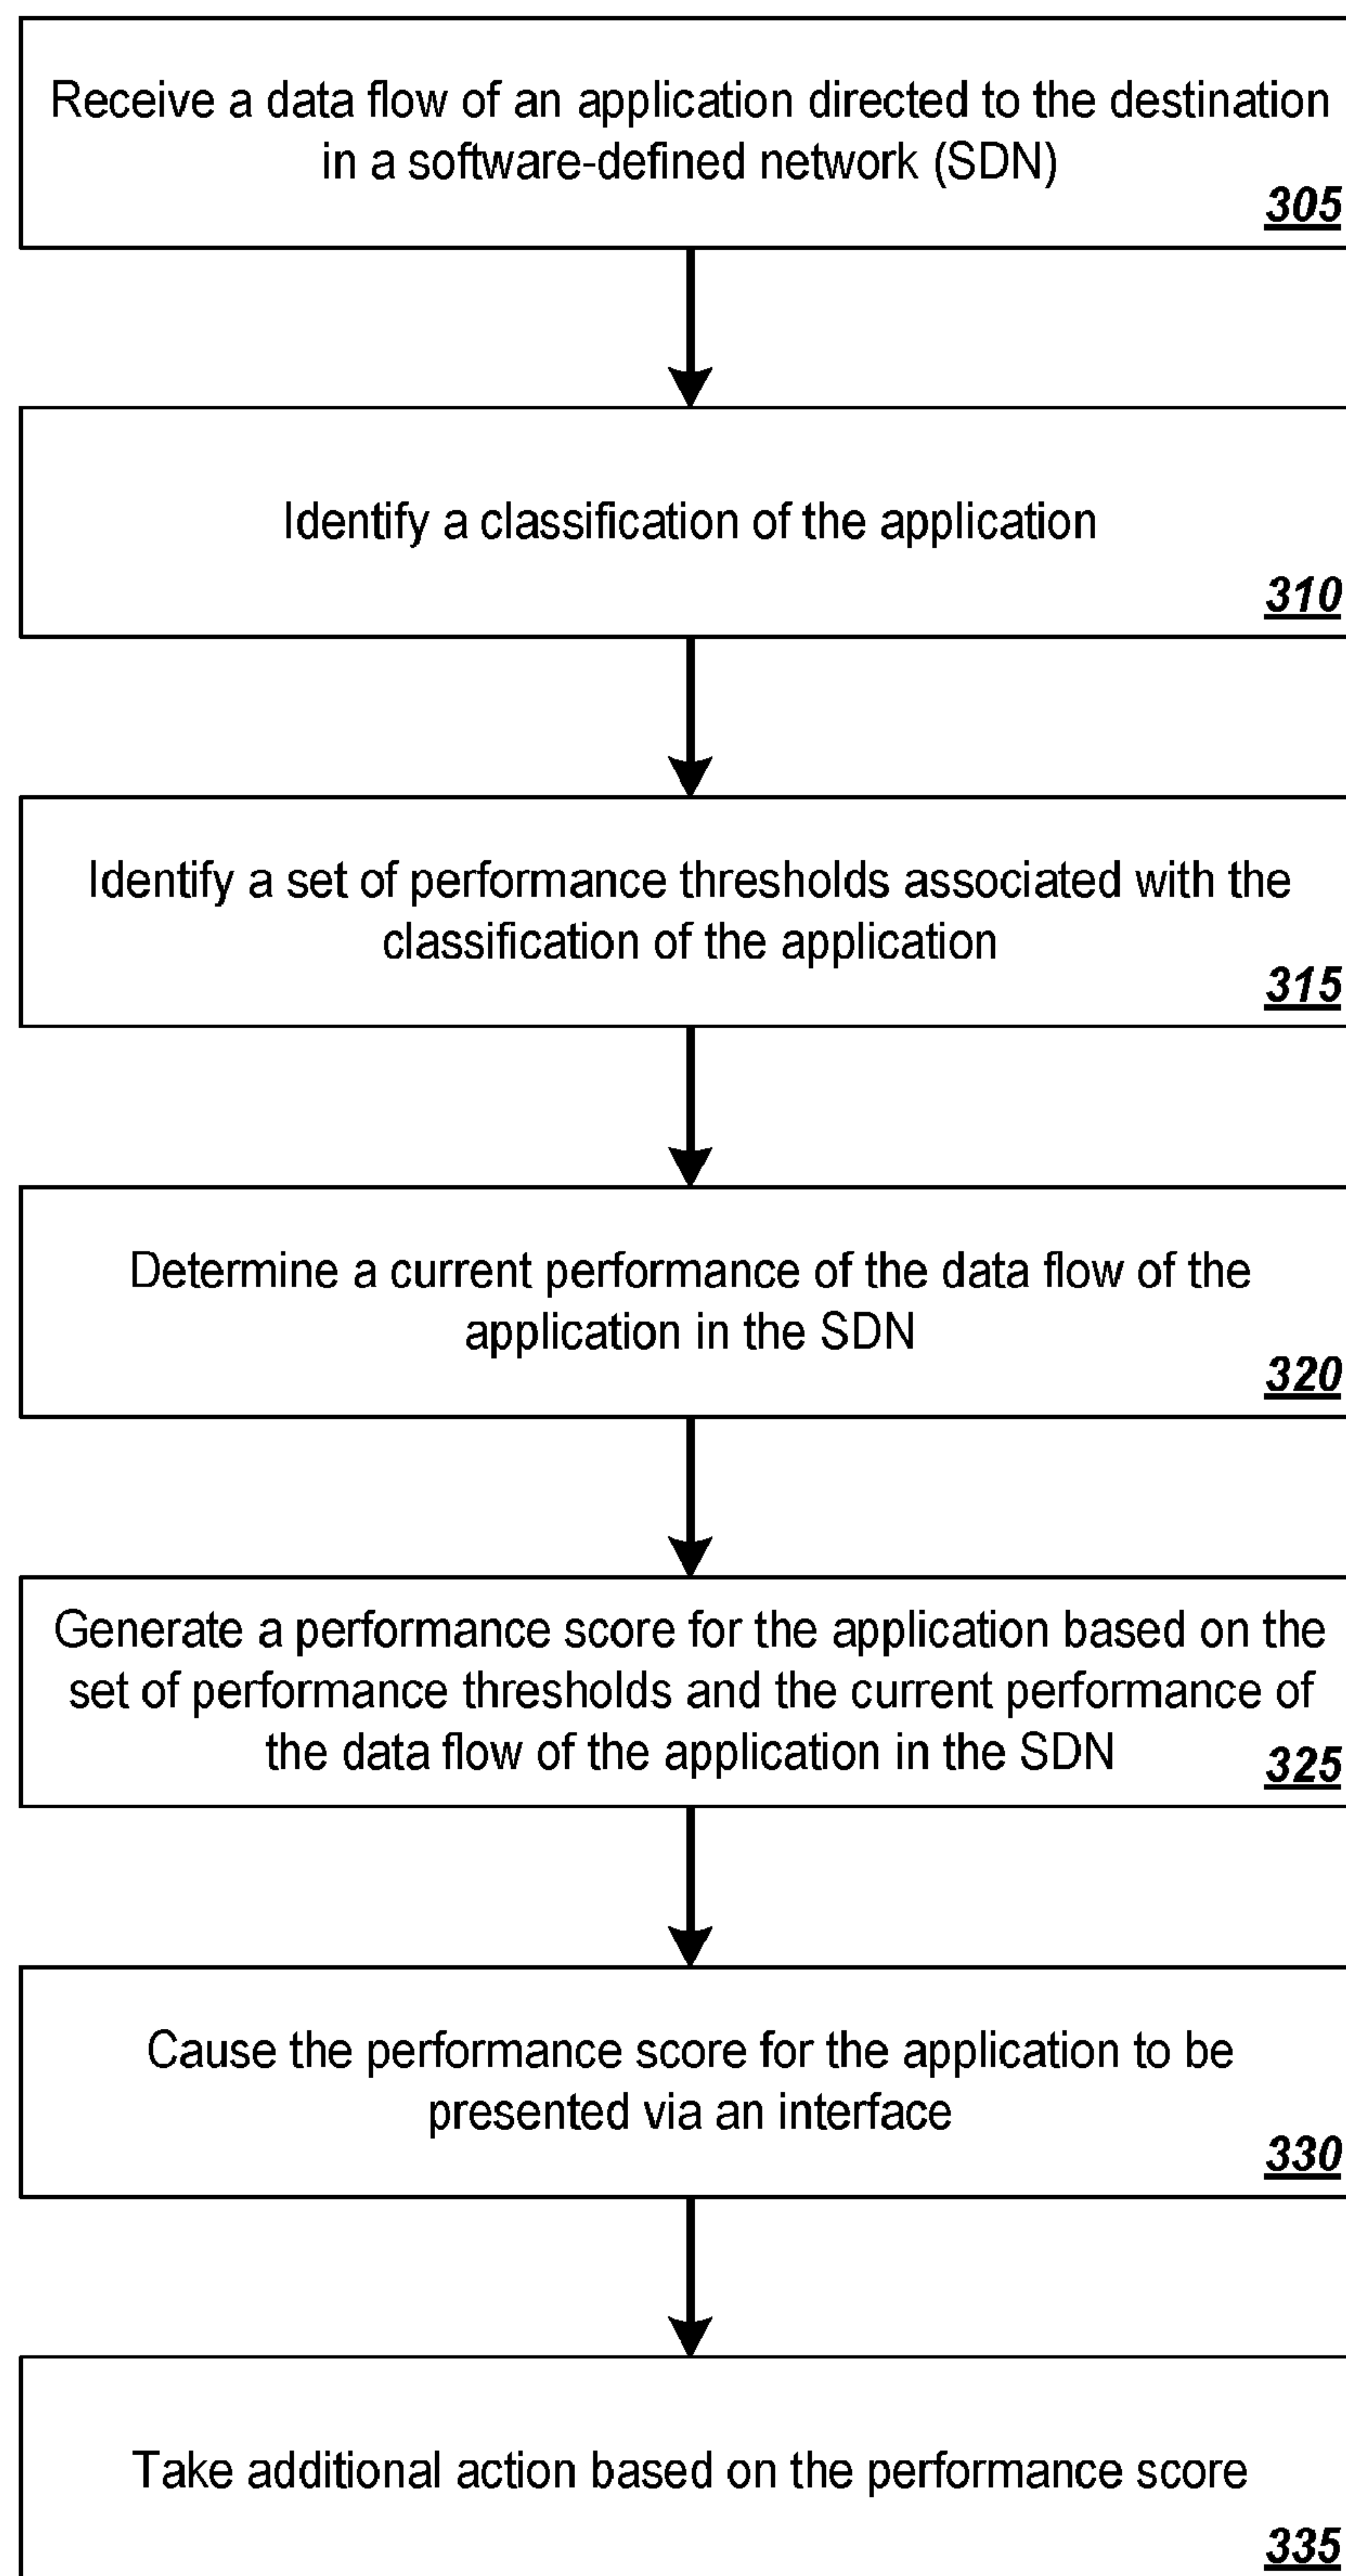 Receive a data flow of an application directed to the destination
in a software-defined network (SDN)
305
Identify a classification of the application
310
Identify a set of performance thresholds associated with the
classification of the application
315
Determine a current performance of the data flow of the
application in the SDN
320
Generate a performance score for the application based on the
set of performance thresholds and the current performance of
the data flow of the application in the SDN
325
Cause the performance score for the application to be
presented via an interface
330
Take additional action based on the performance score
335